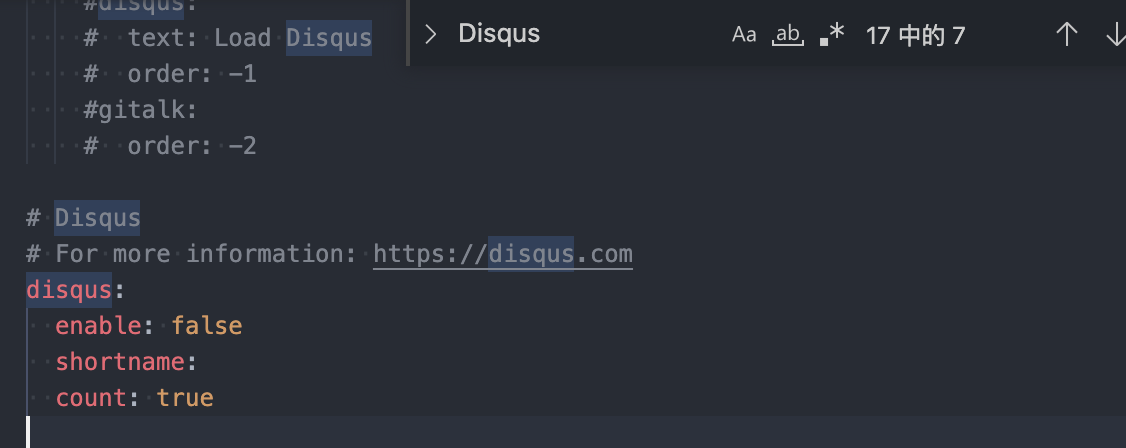 #disqus:
#  text: Load Disqus
#  order: -1
#gitalk:
#  order: -2
Disqus
Aa ab .* 17 中的 7
# Disqus
# For more information: https://disqus.com
disqus:
  enable: false
  shortname:
  count: true